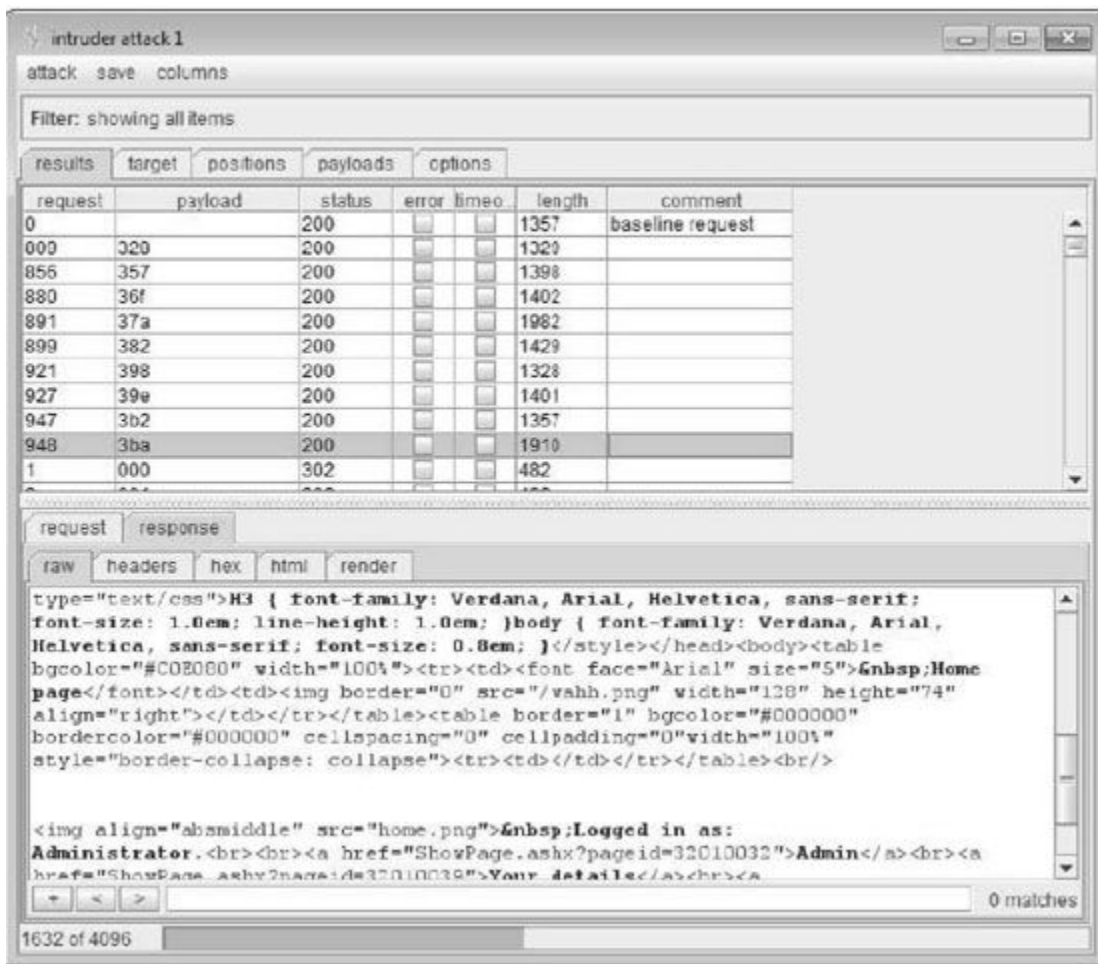 intruder attack 1
attack save columns
Filter: showing all items
results target positions payloads options
request payload status error timeo... length comment
0 200 1357 baseline request
320 200
856 357 200 1398
880 36f 200 1402
891 37a 200 1982
899 382 200 1429
921 398 200 1328
927 39e 200 1401
947 3b2 200 1357
948 3ba 200 1910
1 000 302 482
request response
raw headers hex html render
type="text/css">H3 { font-family: Verdana, Arial, Helvetica, sans-serif;
font-size: 1.0em; line-height: 1.0em; }body { font-family: Verdana, Arial,
Helvetica, sans-serif; font-size: 0.8em; }</style></head><body><table
bgcolor="#C0E080" width="100%"><tr><td><font face="Arial" size="5">&nbsp;Home
page</font></td><td><img border="0" src="/wahh.png" width="128" height="74"
align="right"></td></tr></table><table border="1" bgcolor="#000000"
bordercolor="#000000" cellspacing="0" cellpadding="0"width="100%"
style="border-collapse: collapse"><tr><td></td></tr></table><br/>
<img align="absmiddle" src="home.png">&nbsp;Logged in as:
Administrator.<br><br><a href="ShowPage.ashx?pageid=32010032">Admin</a><br><a
href="ShowPage.ashx?pageid=32010039">Your details</a><br><a
+ < > 0 matches
1632 of 4096